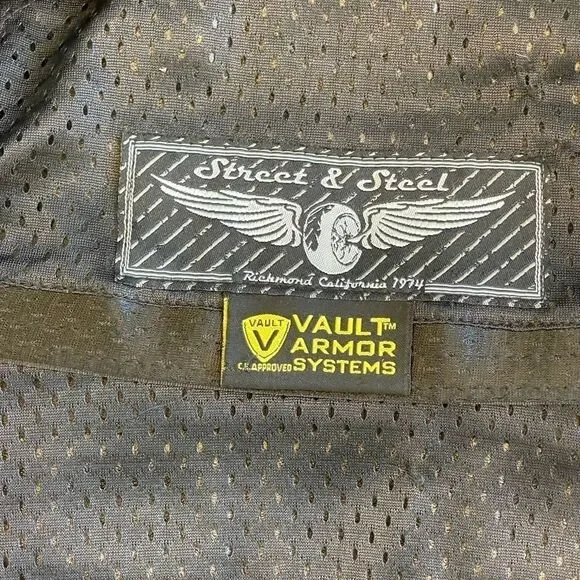 Street & Steel
Richmond California 1974
VAULT
V
C.E. APPROVED
VAULT™
ARMOR
SYSTEMS